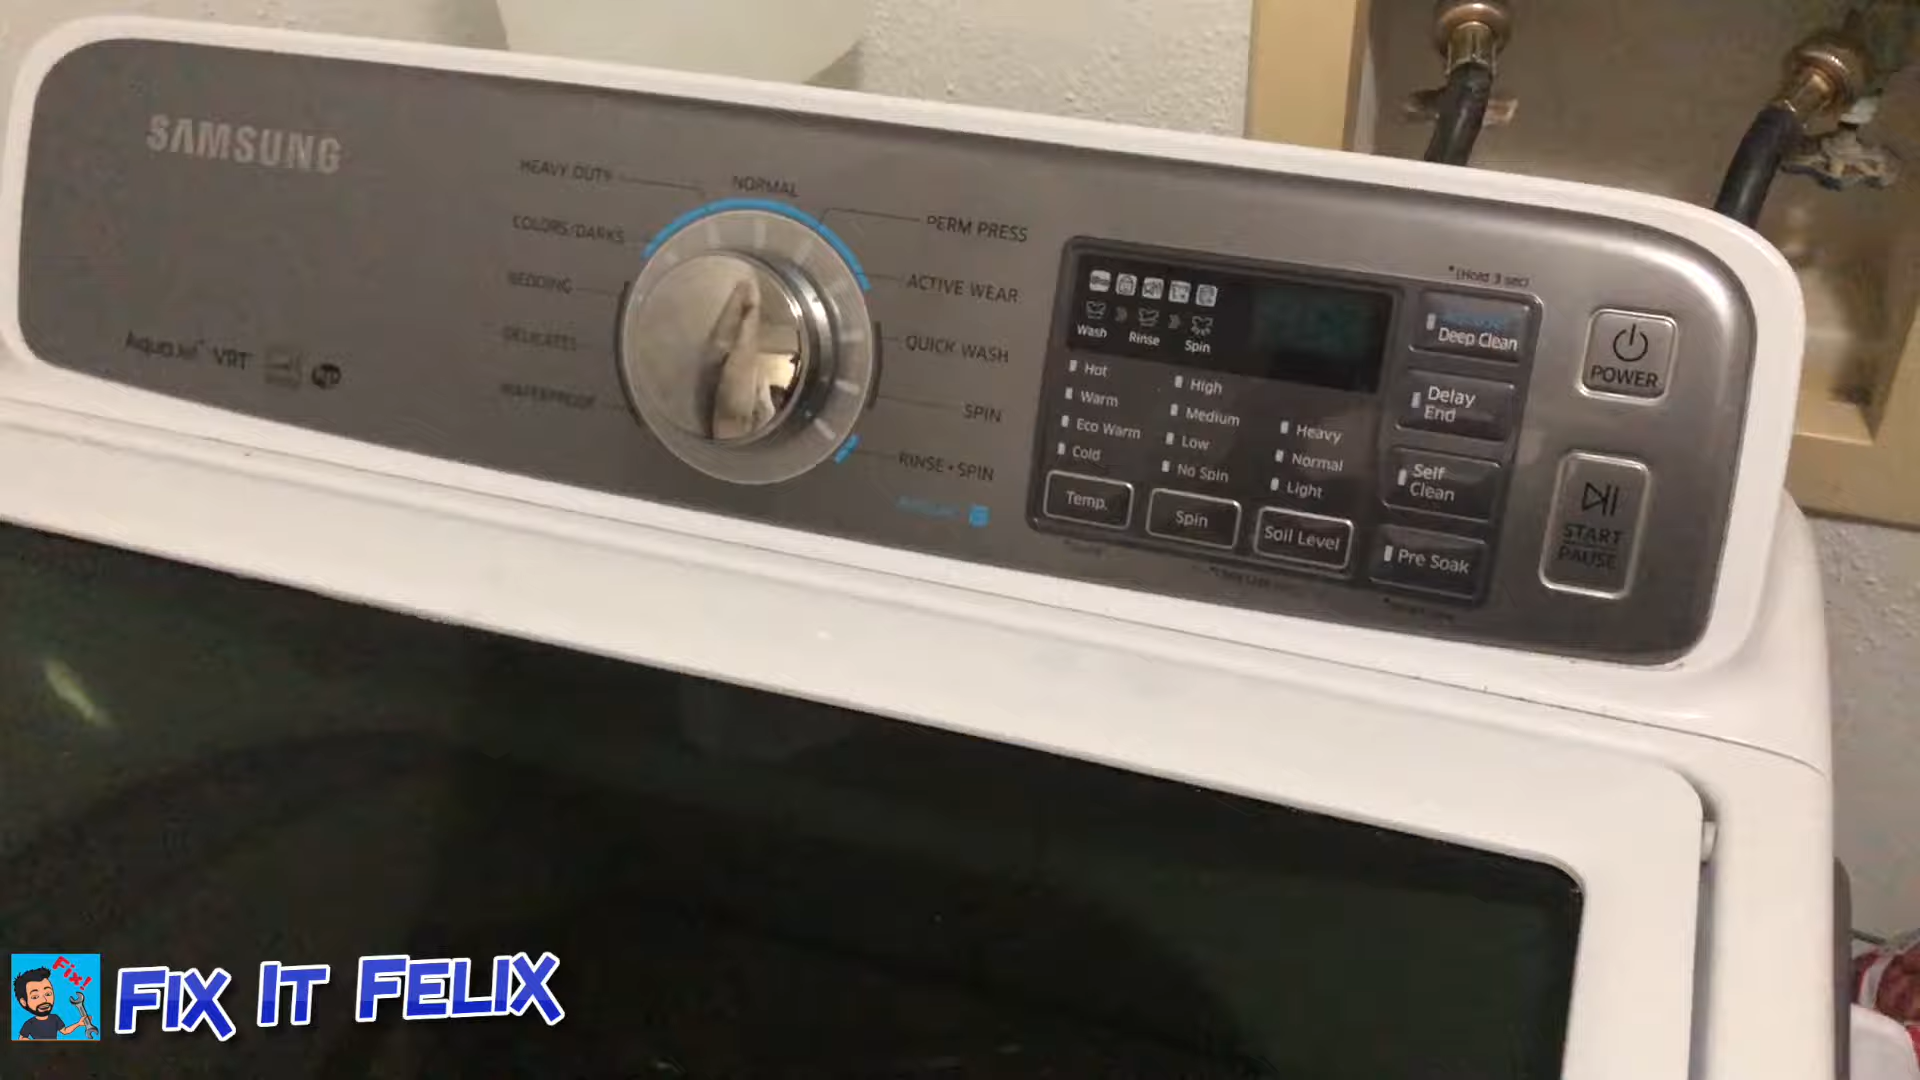 SAMSUNG
HEAVY DUTY
NORMAL
COLORS/DARKS
PERM PRESS
BEDDING
ACTIVE WEAR
DELICATES
QUICK WASH
WATERPROOF
SPIN
RINSE + SPIN
AquaJet™ VRT
Wash
Rinse
Spin
Hot
Warm
Eco Warm
Cold
Temp.
High
Medium
Low
No Spin
Spin
Heavy
Normal
Light
Soil Level
*(Hold 3 sec)
Deep Clean
Delay
End
Self
Clean
Pre Soak
POWER
START
PAUSE
Fix!
FIX IT FELIX